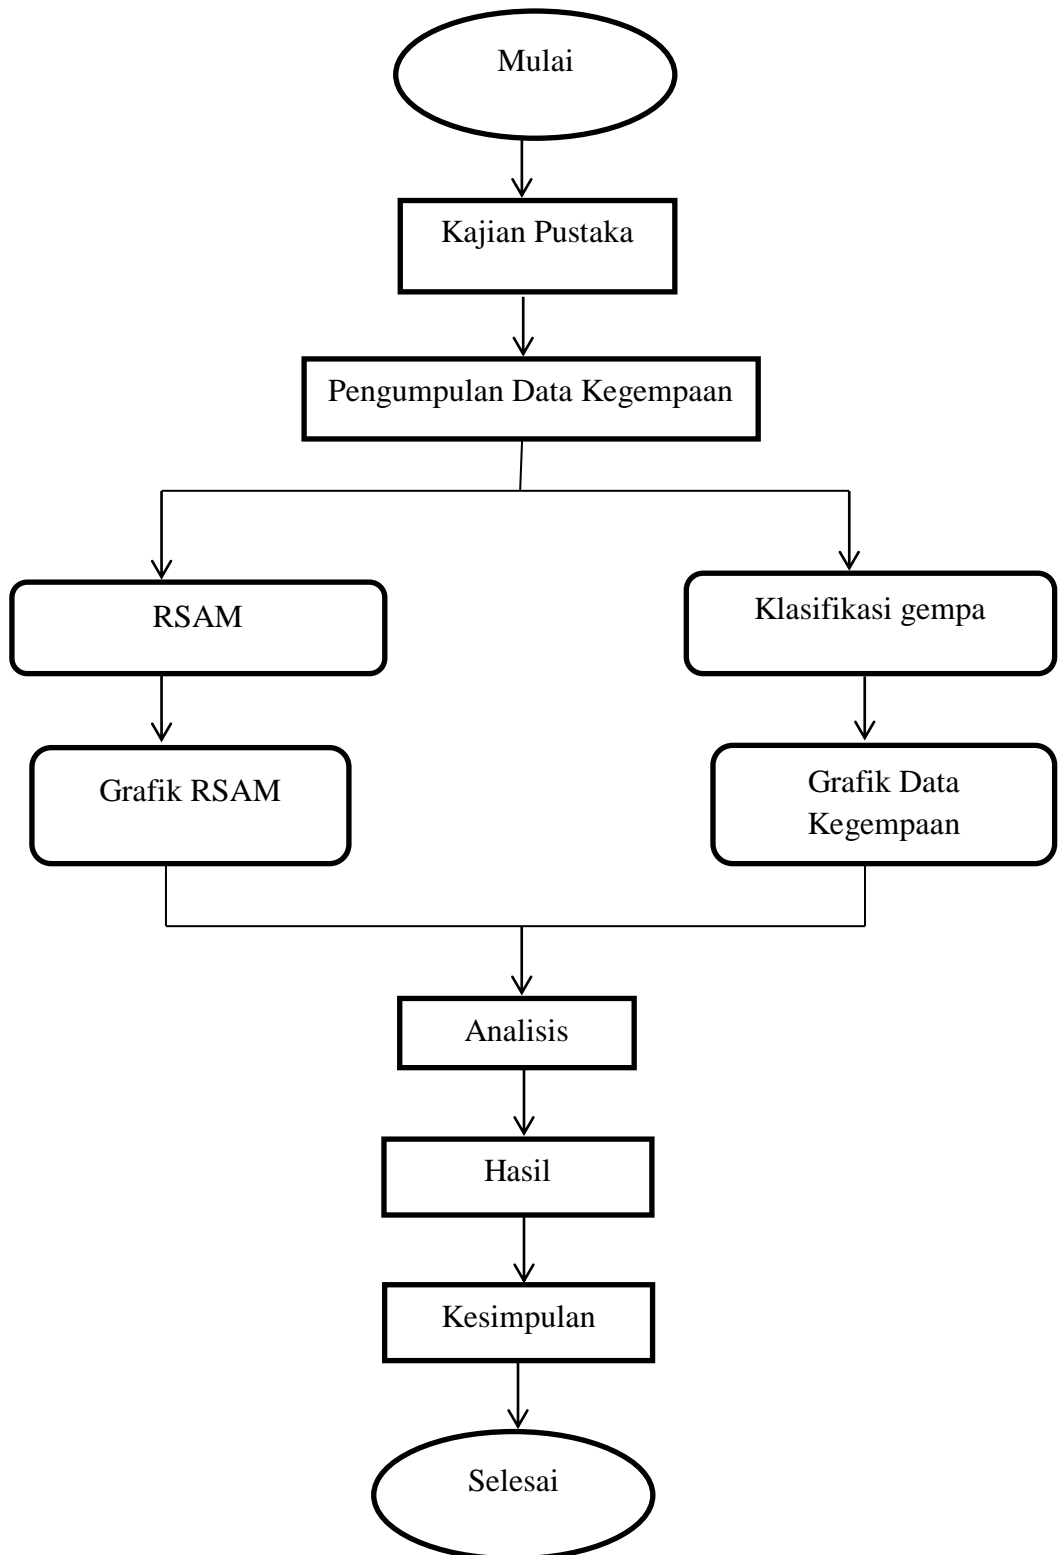 Mulai
Kajian Pustaka
Pengumpulan Data Kegempaan
RSAM
Klasifikasi gempa
Grafik RSAM
Grafik Data
Kegempaan
Analisis
Hasil
Kesimpulan
Selesai